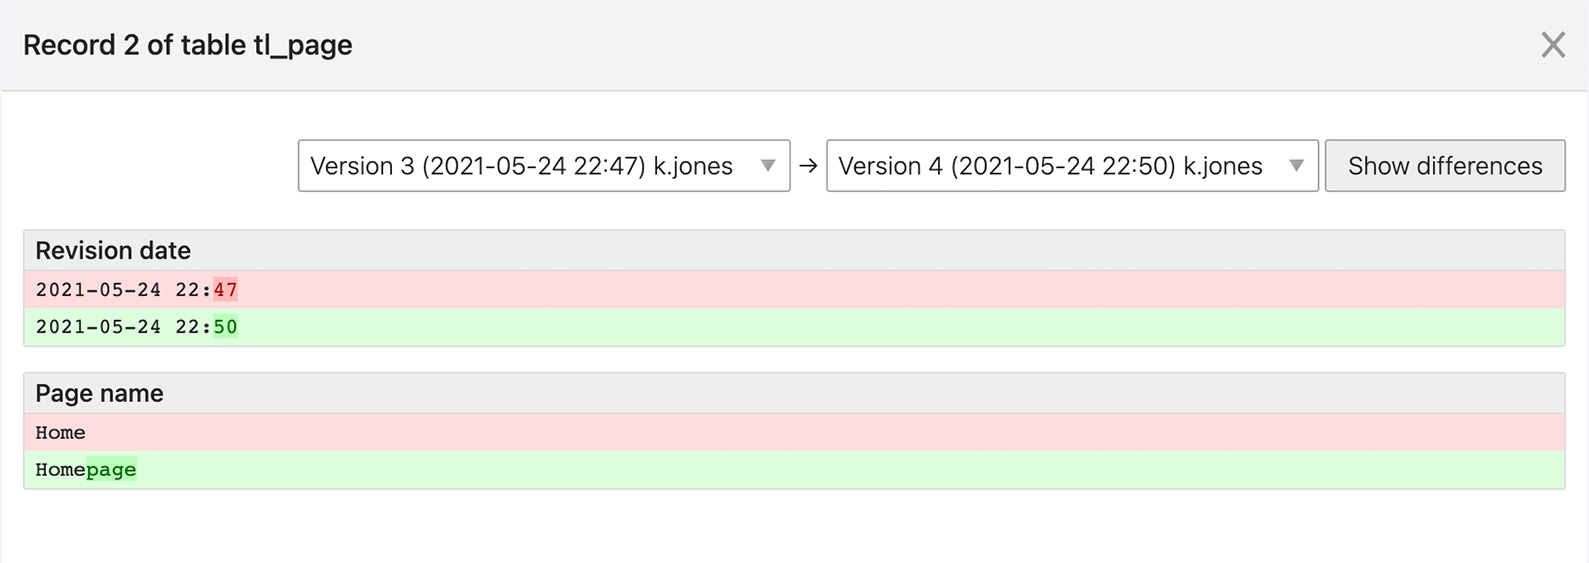 Record 2 of table tl_page
Version 3 (2021-05-24 22:47) k.jones → Version 4 (2021-05-24 22:50) k.jones Show differences
Revision date
2021-05-24 22:47
2021-05-24 22:50
Page name
Home
Homepage